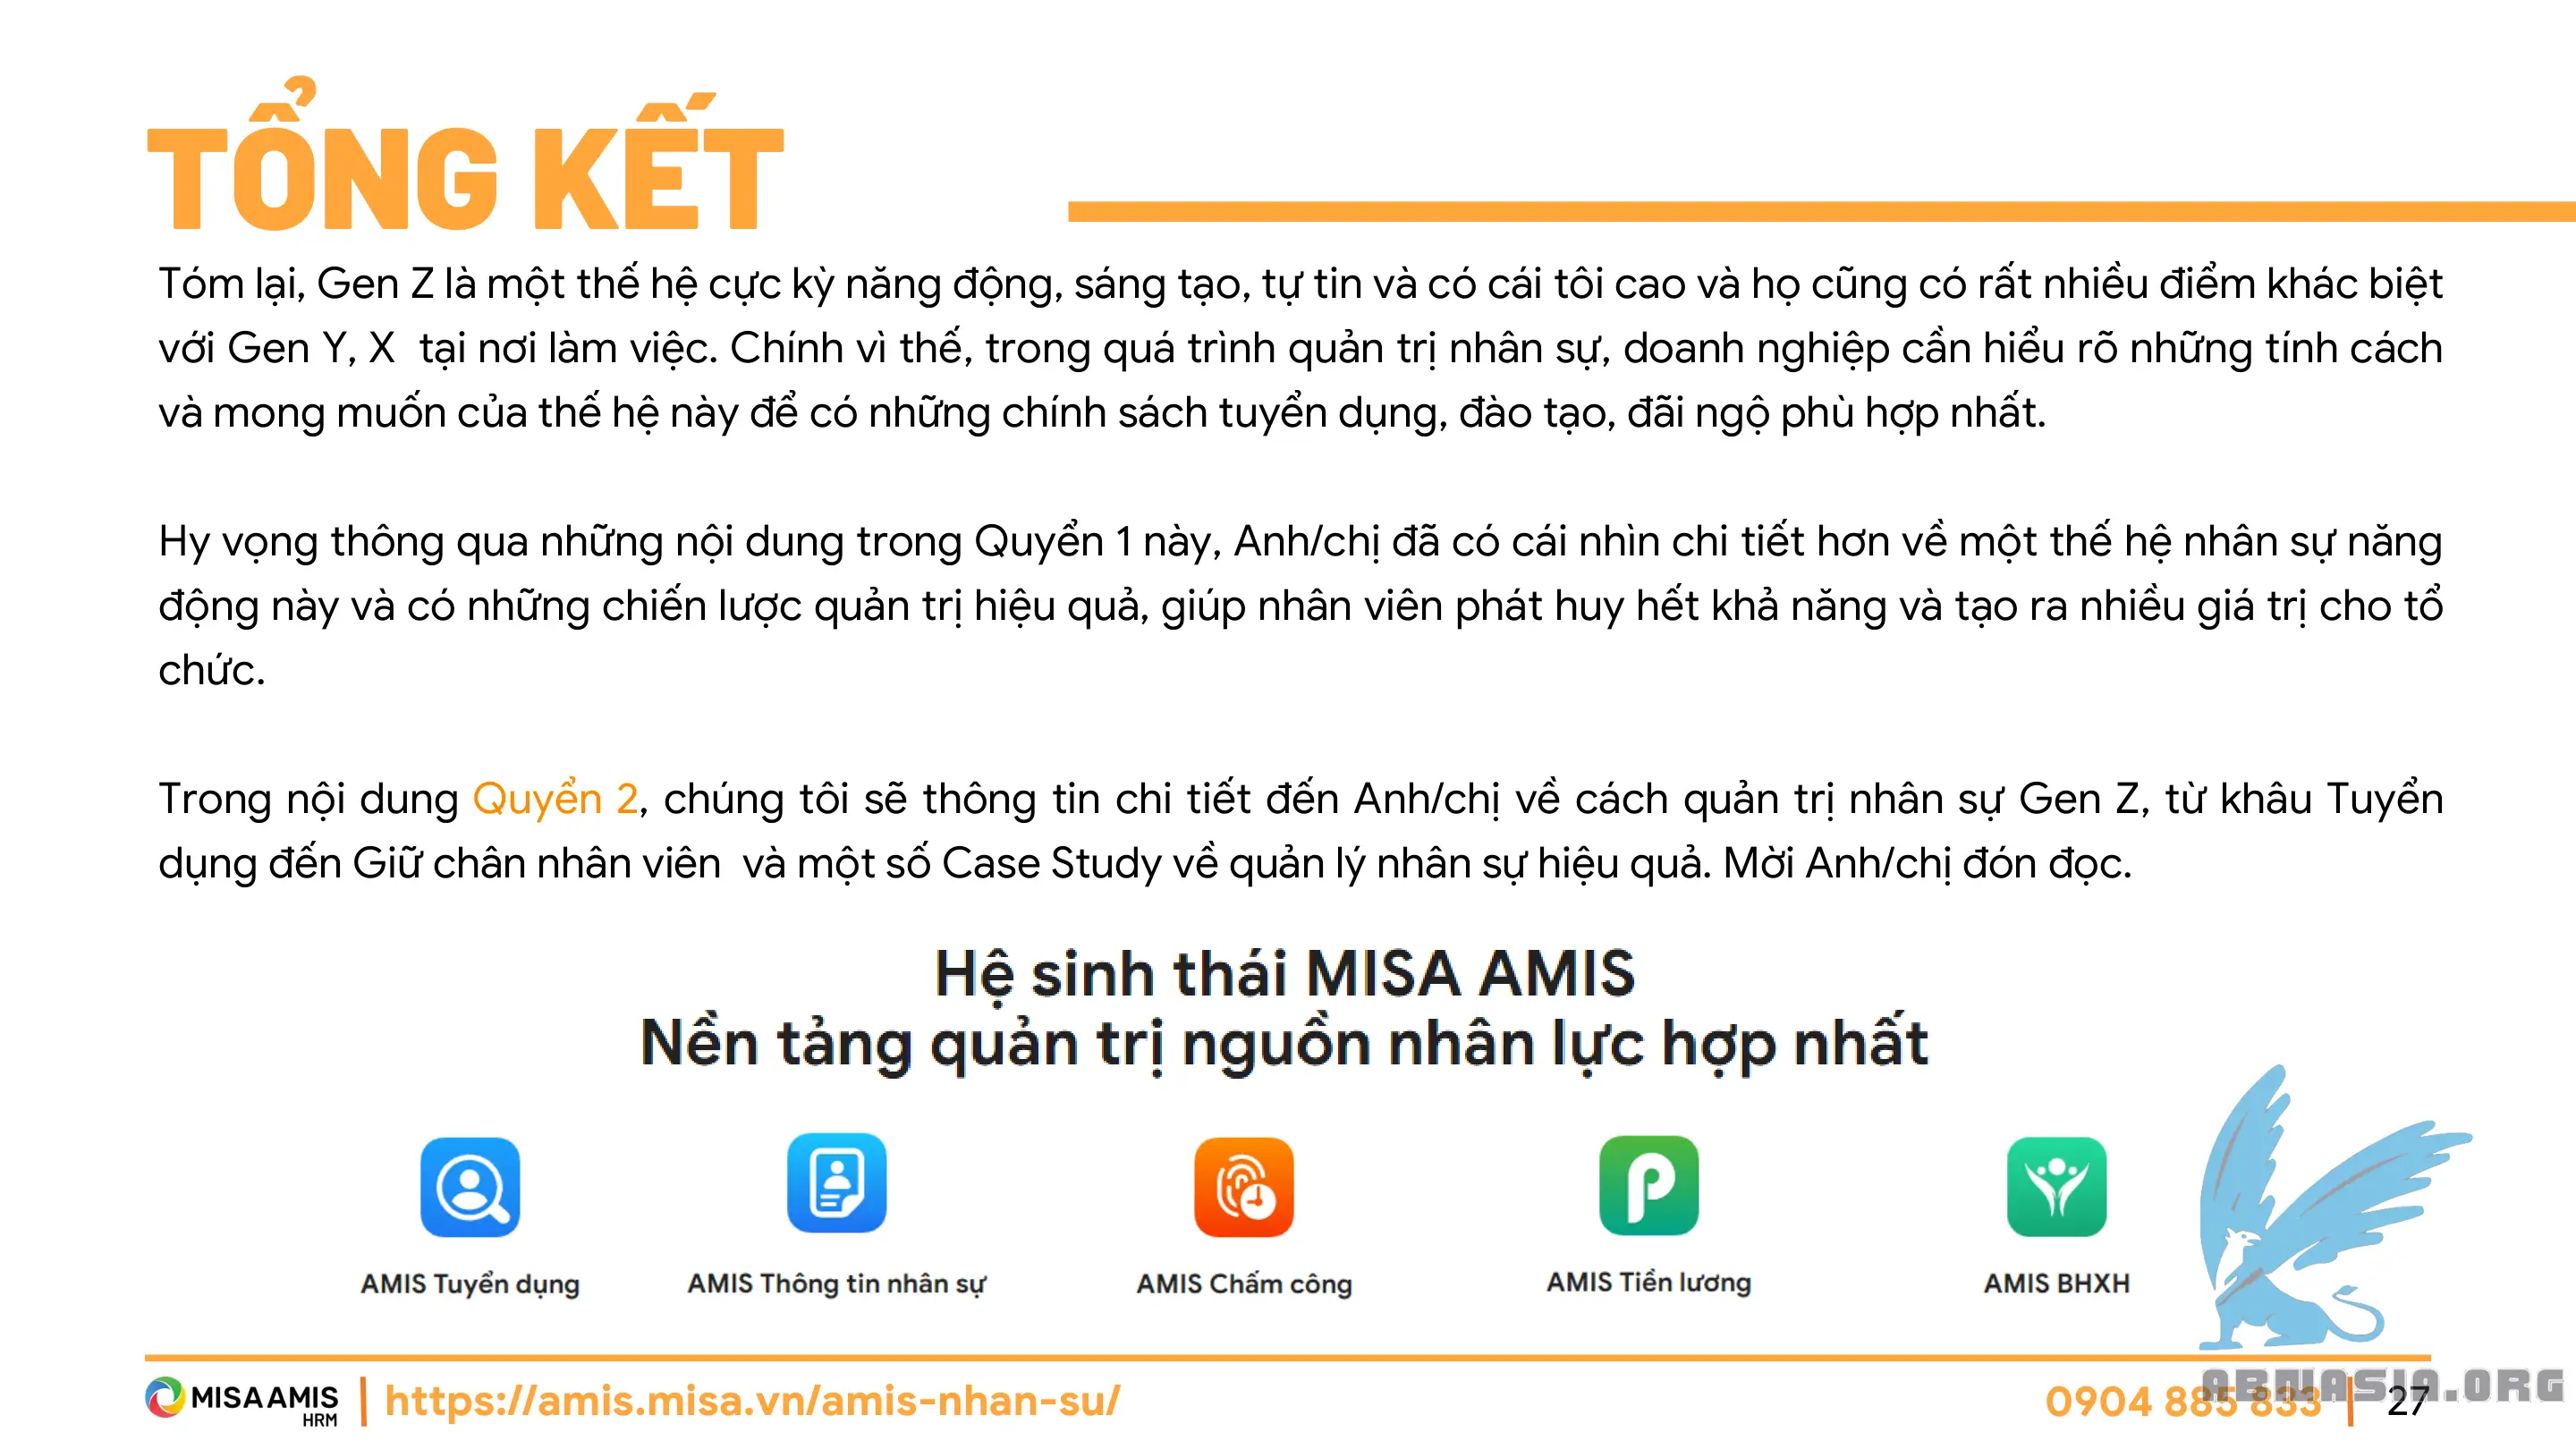 TỔNG KẾT
Tóm lại, Gen Z là một thế hệ cực kỳ năng động, sáng tạo, tự tin và có cái tôi cao và họ cũng có rất nhiều điểm khác biệt
với Gen Y, X  tại nơi làm việc. Chính vì thế, trong quá trình quản trị nhân sự, doanh nghiệp cần hiểu rõ những tính cách
và mong muốn của thế hệ này để có những chính sách tuyển dụng, đào tạo, đãi ngộ phù hợp nhất.
Hy vọng thông qua những nội dung trong Quyển 1 này, Anh/chị đã có cái nhìn chi tiết hơn về một thế hệ nhân sự năng
động này và có những chiến lược quản trị hiệu quả, giúp nhân viên phát huy hết khả năng và tạo ra nhiều giá trị cho tổ
chức.
Trong nội dung Quyển 2, chúng tôi sẽ thông tin chi tiết đến Anh/chị về cách quản trị nhân sự Gen Z, từ khâu Tuyển
dụng đến Giữ chân nhân viên  và một số Case Study về quản lý nhân sự hiệu quả. Mời Anh/chị đón đọc.
Hệ sinh thái MISA AMIS
Nền tảng quản trị nguồn nhân lực hợp nhất
AMIS Tuyển dụng
AMIS Thông tin nhân sự
AMIS Chấm công
AMIS Tiền lương
AMIS BHXH
MISA AMIS
HRM
https://amis.misa.vn/amis-nhan-su/
0904 885 833
27
ABMASIA.ORG